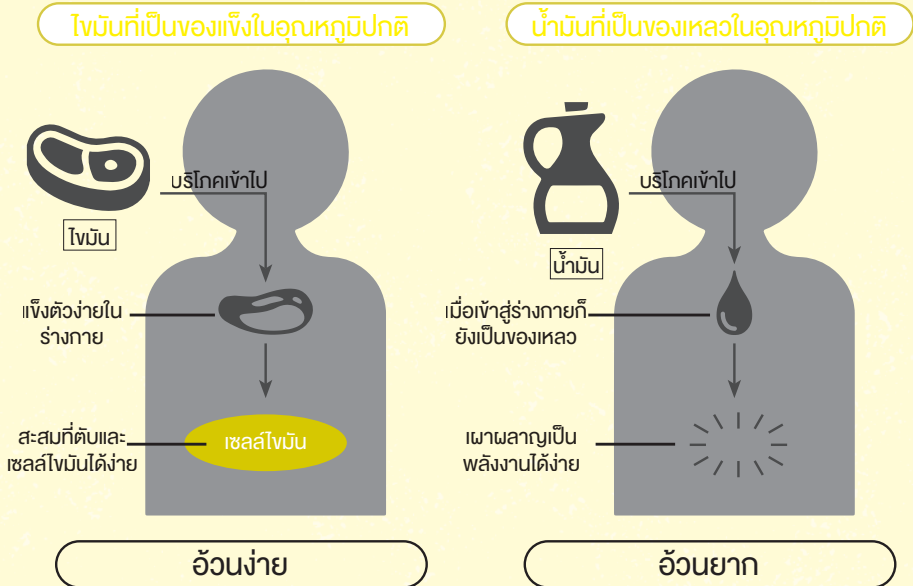 ไขมันที่เป็นของแข็งในอุณหภูมิปกติ
บริโภคเข้าไป
ไขมัน
แข็งตัวง่ายใน
ร่างกาย
สะสมที่ตับและ
เซลล์ไขมันได้ง่าย
เซลล์ไขมัน
อ้วนง่าย
น้ำมันที่เป็นของเหลวในอุณหภูมิปกติ
บริโภคเข้าไป
น้ำมัน
เมื่อเข้าสู่ร่างกายก็
ยังเป็นของเหลว
เผาผลาญเป็น
พลังงานได้ง่าย
อ้วนยาก